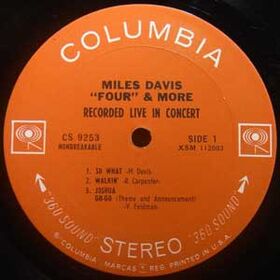 COLUMBIA
MILES DAVIS
"FOUR" & MORE
RECORDED LIVE IN CONCERT
CS 9253
NONBREAKABLE
SIDE 1
XSM 112003
1. SO WHAT -M. Davis-
2. WALKIN' -R. Carpenter-
3. JOSHUA
GO-GO (Theme and Announcement)
-V. Feldman-
"360 SOUND" STEREO "360 SOUND"
© COLUMBIA MARCAS REG. PRINTED IN U.S.A.